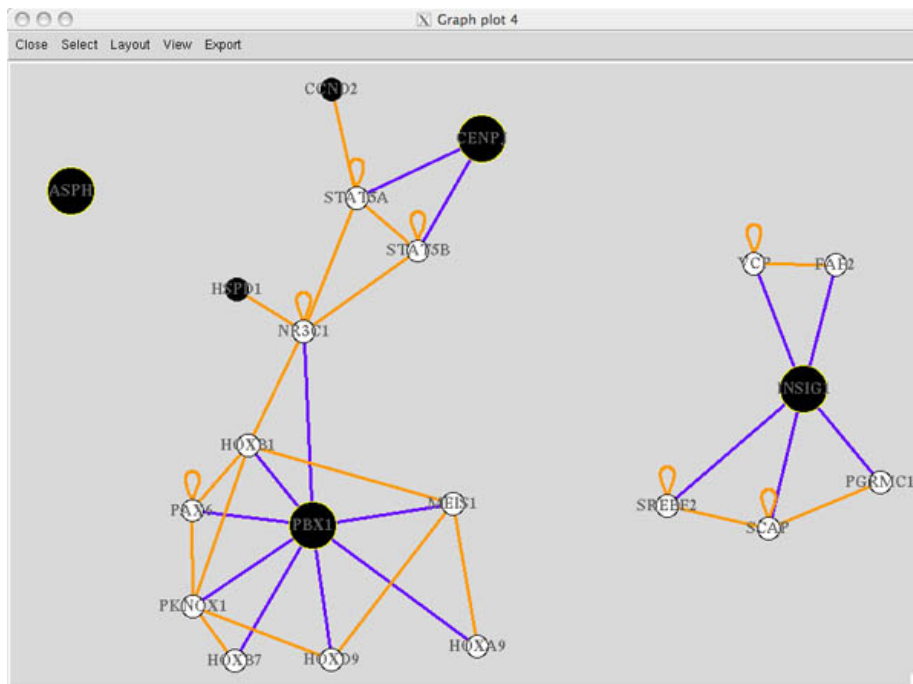 Graph plot 4
Close Select Layout View Export
CCND2
CENPJ
ASPH
STAT5A
STAT5B
VCP
FAF2
HSPD1
NR3C1
INSIG1
HOXB1
PGRMC1
MEIS1
SREBF2
PAX6
PBX1
SCAP
PKNOX1
HOXA9
HOXB7
HOXD9